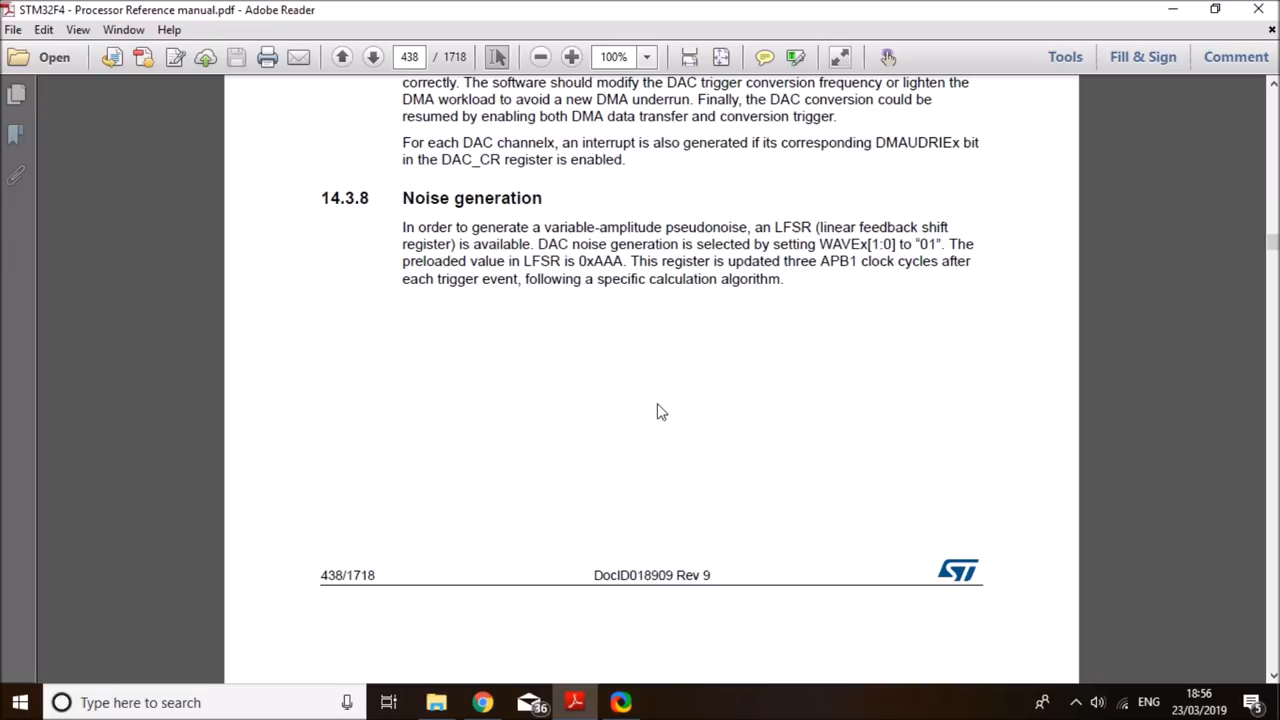 STM32F4 - Processor Reference manual.pdf - Adobe Reader
File Edit View Window Help
Open 438 / 1718 100% Tools Fill & Sign Comment
correctly. The software should modify the DAC trigger conversion frequency or lighten the
DMA workload to avoid a new DMA underrun. Finally, the DAC conversion could be
resumed by enabling both DMA data transfer and conversion trigger.
For each DAC channelx, an interrupt is also generated if its corresponding DMAUDRIEx bit
in the DAC_CR register is enabled.
14.3.8 Noise generation
In order to generate a variable-amplitude pseudonoise, an LFSR (linear feedback shift
register) is available. DAC noise generation is selected by setting WAVEx[1:0] to “01”. The
preloaded value in LFSR is 0xAAA. This register is updated three APB1 clock cycles after
each trigger event, following a specific calculation algorithm.
438/1718 DocID018909 Rev 9 ST
Type here to search 36 ENG 18:56
23/03/2019 5